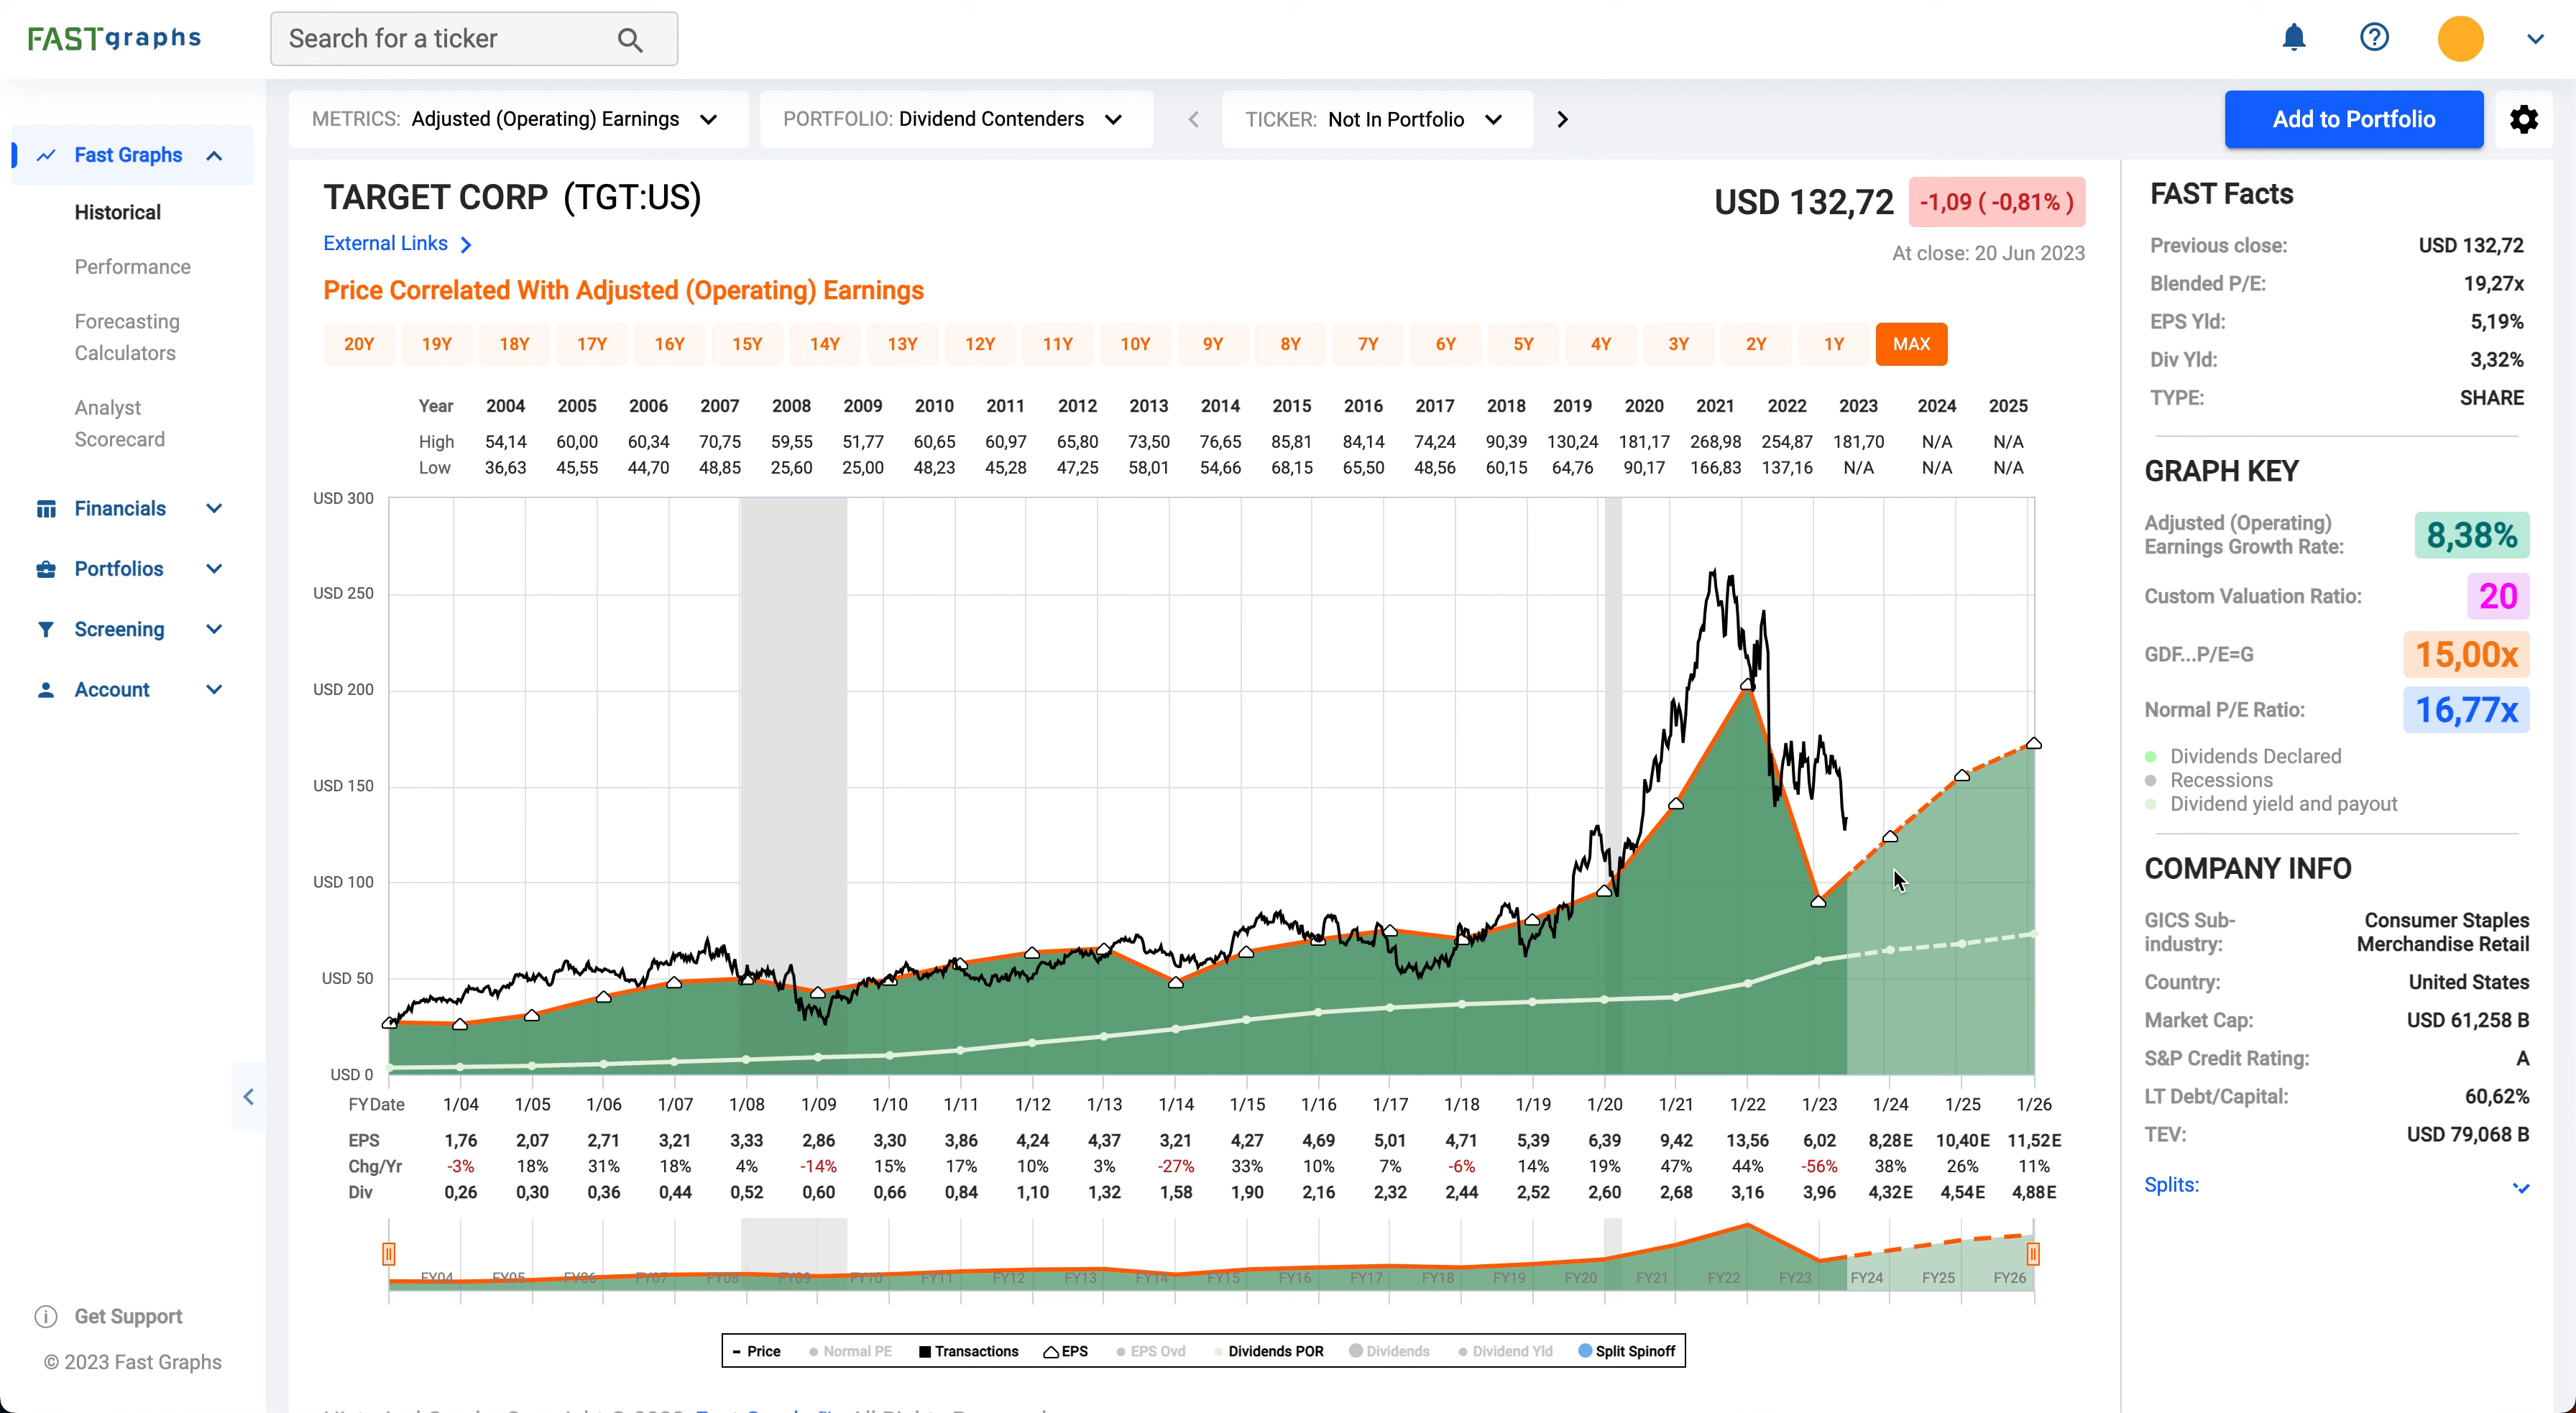 FASTgraphs
Search for a ticker
METRICS: Adjusted (Operating) Earnings
PORTFOLIO: Dividend Contenders
TICKER: Not In Portfolio
Add to Portfolio
Fast Graphs
Historical
Performance
Forecasting
Calculators
Analyst
Scorecard
Financials
Portfolios
Screening
Account
Get Support
© 2023 Fast Graphs
TARGET CORP (TGT:US)
USD 132,72 -1,09 ( -0,81% )
External Links
At close: 20 Jun 2023
Price Correlated With Adjusted (Operating) Earnings
20Y 19Y 18Y 17Y 16Y 15Y 14Y 13Y 12Y 11Y 10Y 9Y 8Y 7Y 6Y 5Y 4Y 3Y 2Y 1Y MAX
Year 2004 2005 2006 2007 2008 2009 2010 2011 2012 2013 2014 2015 2016 2017 2018 2019 2020 2021 2022 2023 2024 2025
High 54,14 60,00 60,34 70,75 59,55 51,77 60,65 60,97 65,80 73,50 76,65 85,81 84,14 74,24 90,39 130,24 181,17 268,98 254,87 181,70 N/A N/A
Low 36,63 45,55 44,70 48,85 25,60 25,00 48,23 45,28 47,25 58,01 54,66 68,15 65,50 48,56 60,15 64,76 90,17 166,83 137,16 N/A N/A N/A
USD 300
USD 250
USD 200
USD 150
USD 100
USD 50
USD 0
FYDate 1/04 1/05 1/06 1/07 1/08 1/09 1/10 1/11 1/12 1/13 1/14 1/15 1/16 1/17 1/18 1/19 1/20 1/21 1/22 1/23 1/24 1/25 1/26
EPS 1,76 2,07 2,71 3,21 3,33 2,86 3,30 3,86 4,24 4,37 3,21 4,27 4,69 5,01 4,71 5,39 6,39 9,42 13,56 6,02 8,28E 10,40E 11,52E
Chg/Yr -3% 18% 31% 18% 4% -14% 15% 17% 10% 3% -27% 33% 10% 7% -6% 14% 19% 47% 44% -56% 38% 26% 11%
Div 0,26 0,30 0,36 0,44 0,52 0,60 0,66 0,84 1,10 1,32 1,58 1,90 2,16 2,32 2,44 2,52 2,60 2,68 3,16 3,96 4,32E 4,54E 4,88E
FY04 FY05 FY06 FY07 FY08 FY09 FY10 FY11 FY12 FY13 FY14 FY15 FY16 FY17 FY18 FY19 FY20 FY21 FY22 FY23 FY24 FY25 FY26
Price Normal PE Transactions EPS EPS Ovd Dividends POR Dividends Dividend Yld Split Spinoff
FAST Facts
Previous close: USD 132,72
Blended P/E: 19,27x
EPS Yld: 5,19%
Div Yld: 3,32%
TYPE: SHARE
GRAPH KEY
Adjusted (Operating)
Earnings Growth Rate: 8,38%
Custom Valuation Ratio: 20
GDF...P/E=G 15,00x
Normal P/E Ratio: 16,77x
Dividends Declared
Recessions
Dividend yield and payout
COMPANY INFO
GICS Sub- Consumer Staples
industry: Merchandise Retail
Country: United States
Market Cap: USD 61,258 B
S&P Credit Rating: A
LT Debt/Capital: 60,62%
TEV: USD 79,068 B
Splits: